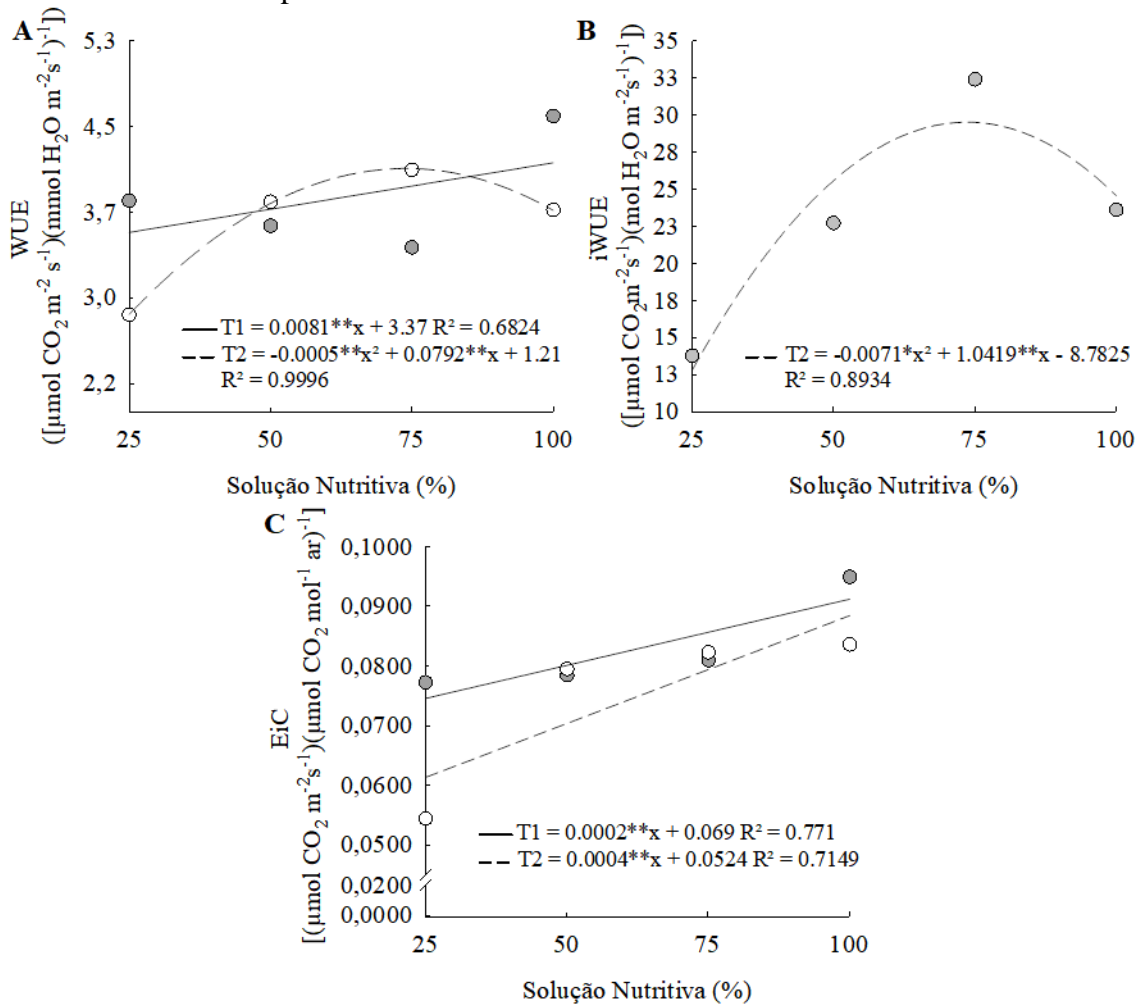 A
5,3
4,5
3,7
3,0
2,2
WUE
([µmol CO2 m-2 s-1)(mmol H2O m-2s-1)-1])
T1 = 0.0081**x + 3.37 R² = 0.6824
T2 = -0.0005**x² + 0.0792**x + 1.21
R² = 0.9996
25 50 75 100
Solução Nutritiva (%)
B
35
33
30
28
25
23
20
18
15
13
10
iWUE
([µmol CO2m-2s-1)(mol H2O m-2s-1)-1])
T2 = -0.0071*x² + 1.0419**x - 8.7825
R² = 0.8934
25 50 75 100
Solução Nutritiva (%)
C
0,1000
0,0900
0,0800
0,0700
0,0600
0,0500
0,0200
0,0000
EiC
[(µmol CO2 m-2s-1)(µmol CO2 mol-1 ar)-1]
T1 = 0.0002**x + 0.069 R² = 0.771
T2 = 0.0004**x + 0.0524 R² = 0.7149
25 50 75 100
Solução Nutritiva (%)